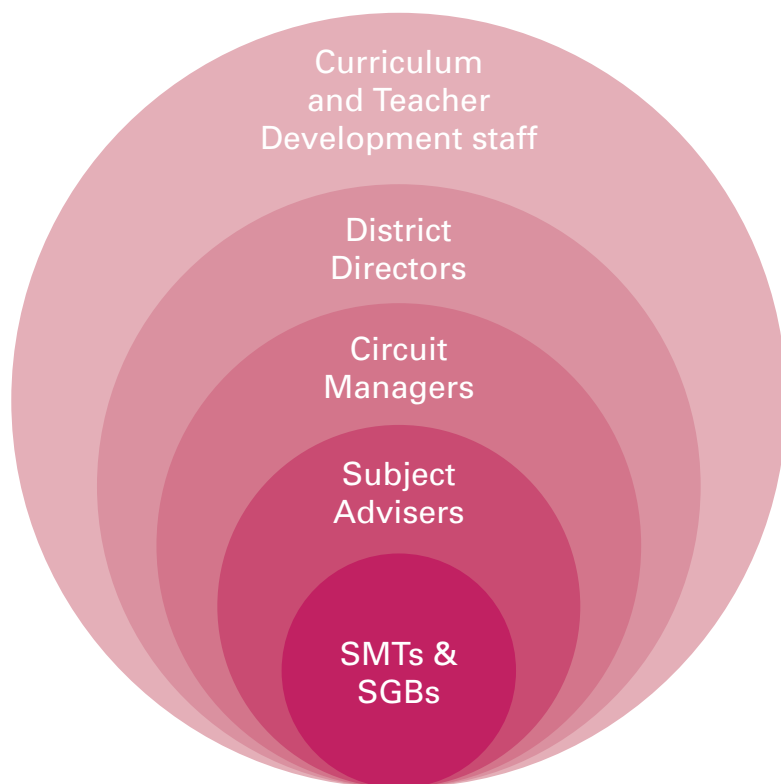 Curriculum
and Teacher
Development staff
District
Directors
Circuit
Managers
Subject
Advisers
SMTs &
SGBs